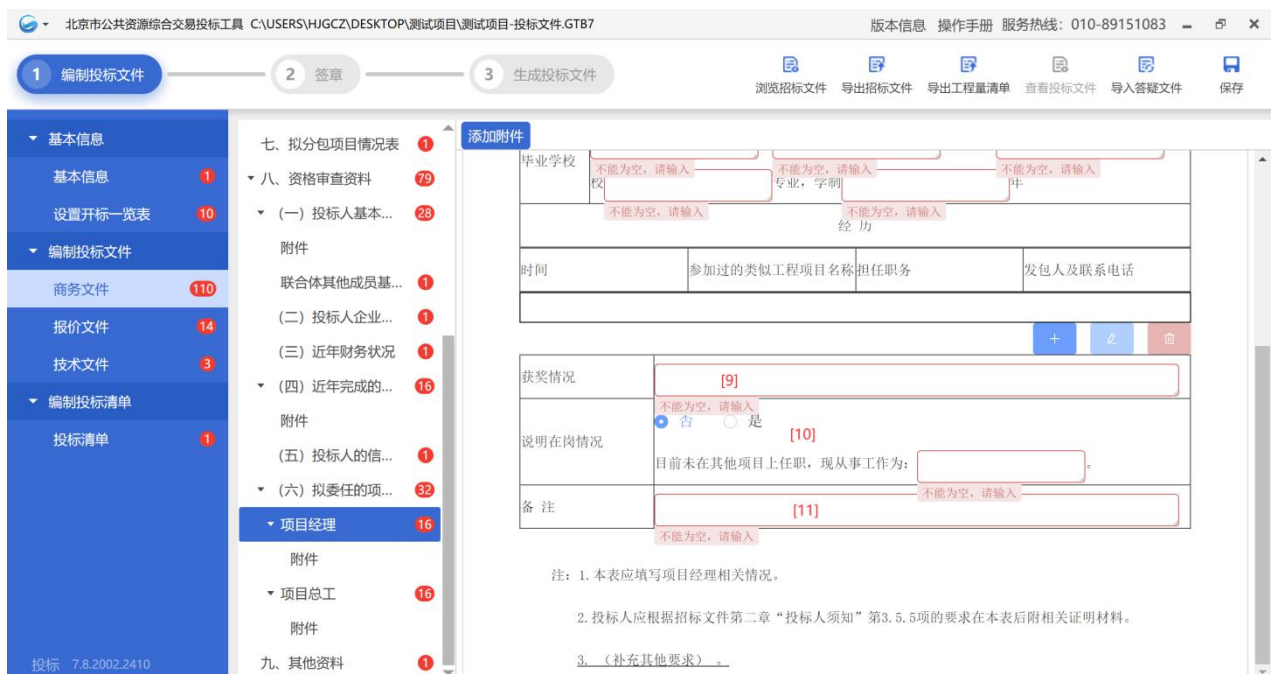 北京市公共资源综合交易投标工具 C:\USERS\HJGCZ\DESKTOP\测试项目\测试项目-投标文件.GTB7 版本信息 操作手册 服务热线：010-89151083
1 编制投标文件 2 签章 3 生成投标文件
浏览招标文件 导出招标文件 导出工程量清单 查看投标文件 导入答疑文件 保存
基本信息
基本信息 1
设置开标一览表 10
编制投标文件
商务文件 110
报价文件 14
技术文件 3
编制投标清单
投标清单 1
投标 7.8.2002.2410
七、拟分包项目情况表 1
八、资格审查资料 79
（一）投标人基本... 28
附件
联合体其他成员基... 1
（二）投标人企业... 1
（三）近年财务状况 1
（四）近年完成的... 16
附件
（五）投标人的信... 1
（六）拟委任的项... 32
项目经理 16
附件
项目总工 16
附件
九、其他资料 1
添加附件
毕业学校
不能为空，请输入 不能为空，请输入 不能为空，请输入
校 专业，学制 年
不能为空，请输入 不能为空，请输入
经 历
时间 参加过的类似工程项目名称 担任职务 发包人及联系电话
获奖情况 [9]
不能为空，请输入
否 是
说明在岗情况 [10]
目前未在其他项目上任职，现从事工作为： 。
不能为空，请输入
备 注 [11]
不能为空，请输入
注：1.本表应填写项目经理相关情况。
2.投标人应根据招标文件第二章“投标人须知”第3.5.5项的要求在本表后附相关证明材料。
3. （补充其他要求） 。